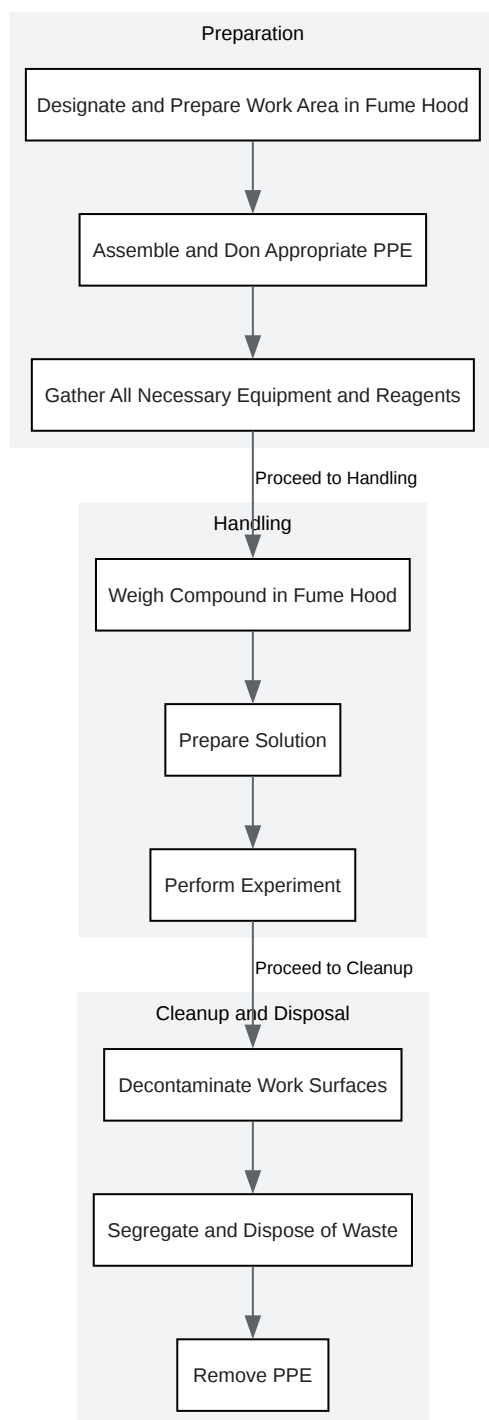 Preparation
Designate and Prepare Work Area in Fume Hood
Assemble and Don Appropriate PPE
Gather All Necessary Equipment and Reagents
Proceed to Handling
Handling
Weigh Compound in Fume Hood
Prepare Solution
Perform Experiment
Proceed to Cleanup
Cleanup and Disposal
Decontaminate Work Surfaces
Segregate and Dispose of Waste
Remove PPE